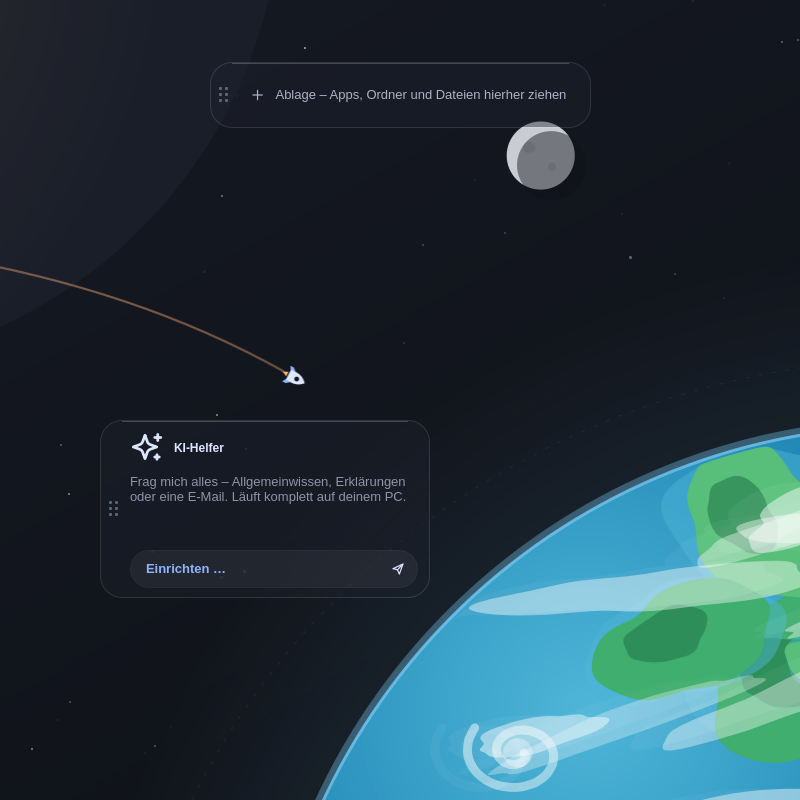 Ablage – Apps, Ordner und Dateien hierher ziehen
KI-Helfer
Frag mich alles – Allgemeinwissen, Erklärungen
oder eine E-Mail. Läuft komplett auf deinem PC.
Einrichten …